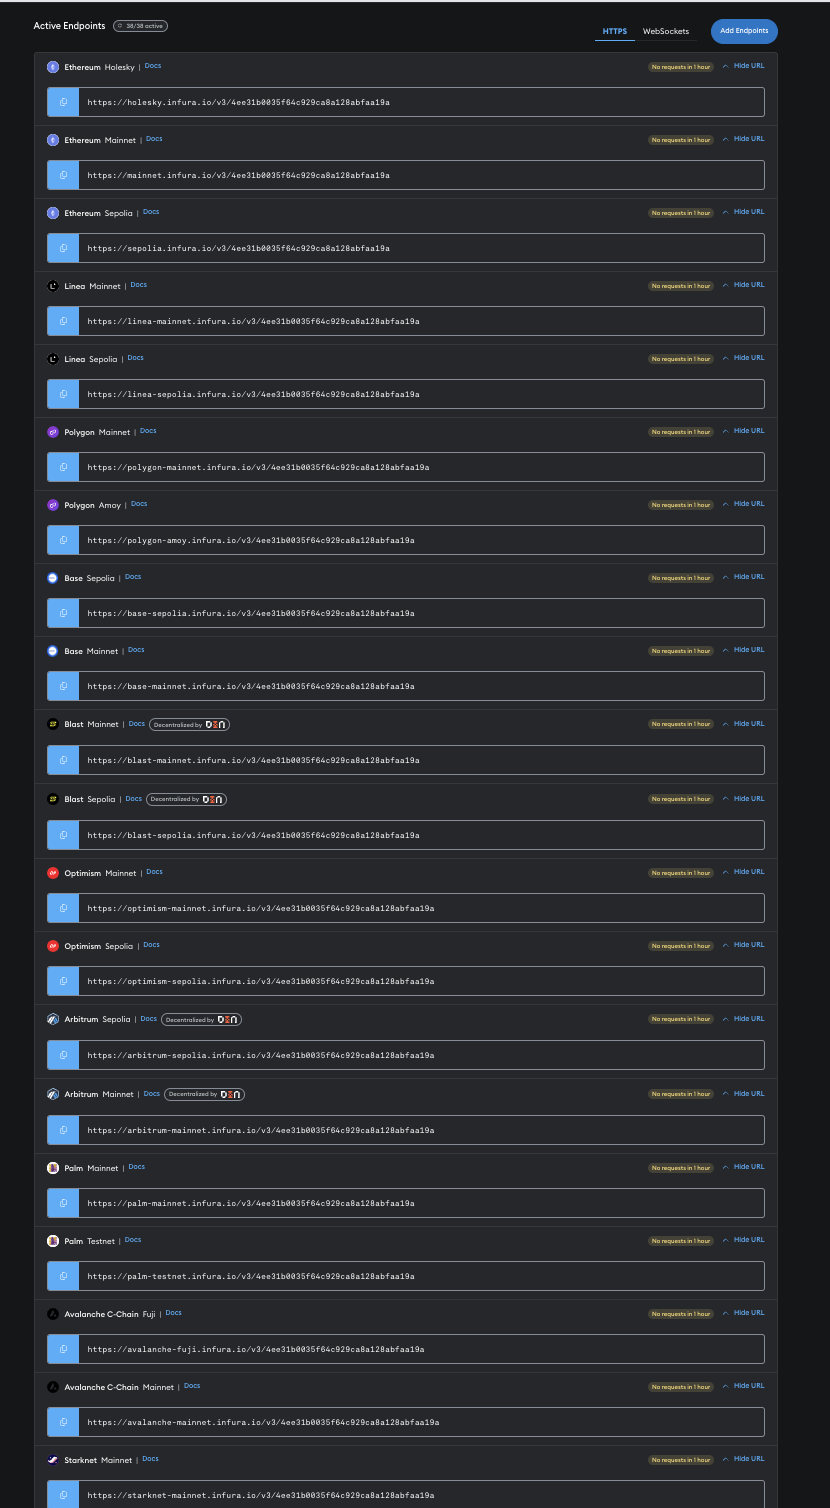 Active Endpoints 38/38 active
HTTPS WebSockets Add Endpoints
Ethereum Holesky | Docs No requests in 1 hour Hide URL
https://holesky.infura.io/v3/4ee31b0035f64c929ca8a128abfaa19a
Ethereum Mainnet | Docs No requests in 1 hour Hide URL
https://mainnet.infura.io/v3/4ee31b0035f64c929ca8a128abfaa19a
Ethereum Sepolia | Docs No requests in 1 hour Hide URL
https://sepolia.infura.io/v3/4ee31b0035f64c929ca8a128abfaa19a
Linea Mainnet | Docs No requests in 1 hour Hide URL
https://linea-mainnet.infura.io/v3/4ee31b0035f64c929ca8a128abfaa19a
Linea Sepolia | Docs No requests in 1 hour Hide URL
https://linea-sepolia.infura.io/v3/4ee31b0035f64c929ca8a128abfaa19a
Polygon Mainnet | Docs No requests in 1 hour Hide URL
https://polygon-mainnet.infura.io/v3/4ee31b0035f64c929ca8a128abfaa19a
Polygon Amoy | Docs No requests in 1 hour Hide URL
https://polygon-amoy.infura.io/v3/4ee31b0035f64c929ca8a128abfaa19a
Base Sepolia | Docs No requests in 1 hour Hide URL
https://base-sepolia.infura.io/v3/4ee31b0035f64c929ca8a128abfaa19a
Base Mainnet | Docs No requests in 1 hour Hide URL
https://base-mainnet.infura.io/v3/4ee31b0035f64c929ca8a128abfaa19a
Blast Mainnet | Docs Decentralized by DIN No requests in 1 hour Hide URL
https://blast-mainnet.infura.io/v3/4ee31b0035f64c929ca8a128abfaa19a
Blast Sepolia | Docs Decentralized by DIN No requests in 1 hour Hide URL
https://blast-sepolia.infura.io/v3/4ee31b0035f64c929ca8a128abfaa19a
Optimism Mainnet | Docs No requests in 1 hour Hide URL
https://optimism-mainnet.infura.io/v3/4ee31b0035f64c929ca8a128abfaa19a
Optimism Sepolia | Docs No requests in 1 hour Hide URL
https://optimism-sepolia.infura.io/v3/4ee31b0035f64c929ca8a128abfaa19a
Arbitrum Sepolia | Docs Decentralized by DIN No requests in 1 hour Hide URL
https://arbitrum-sepolia.infura.io/v3/4ee31b0035f64c929ca8a128abfaa19a
Arbitrum Mainnet | Docs Decentralized by DIN No requests in 1 hour Hide URL
https://arbitrum-mainnet.infura.io/v3/4ee31b0035f64c929ca8a128abfaa19a
Palm Mainnet | Docs No requests in 1 hour Hide URL
https://palm-mainnet.infura.io/v3/4ee31b0035f64c929ca8a128abfaa19a
Palm Testnet | Docs No requests in 1 hour Hide URL
https://palm-testnet.infura.io/v3/4ee31b0035f64c929ca8a128abfaa19a
Avalanche C-Chain Fuji | Docs No requests in 1 hour Hide URL
https://avalanche-fuji.infura.io/v3/4ee31b0035f64c929ca8a128abfaa19a
Avalanche C-Chain Mainnet | Docs No requests in 1 hour Hide URL
https://avalanche-mainnet.infura.io/v3/4ee31b0035f64c929ca8a128abfaa19a
Starknet Mainnet | Docs No requests in 1 hour Hide URL
https://starknet-mainnet.infura.io/v3/4ee31b0035f64c929ca8a128abfaa19a